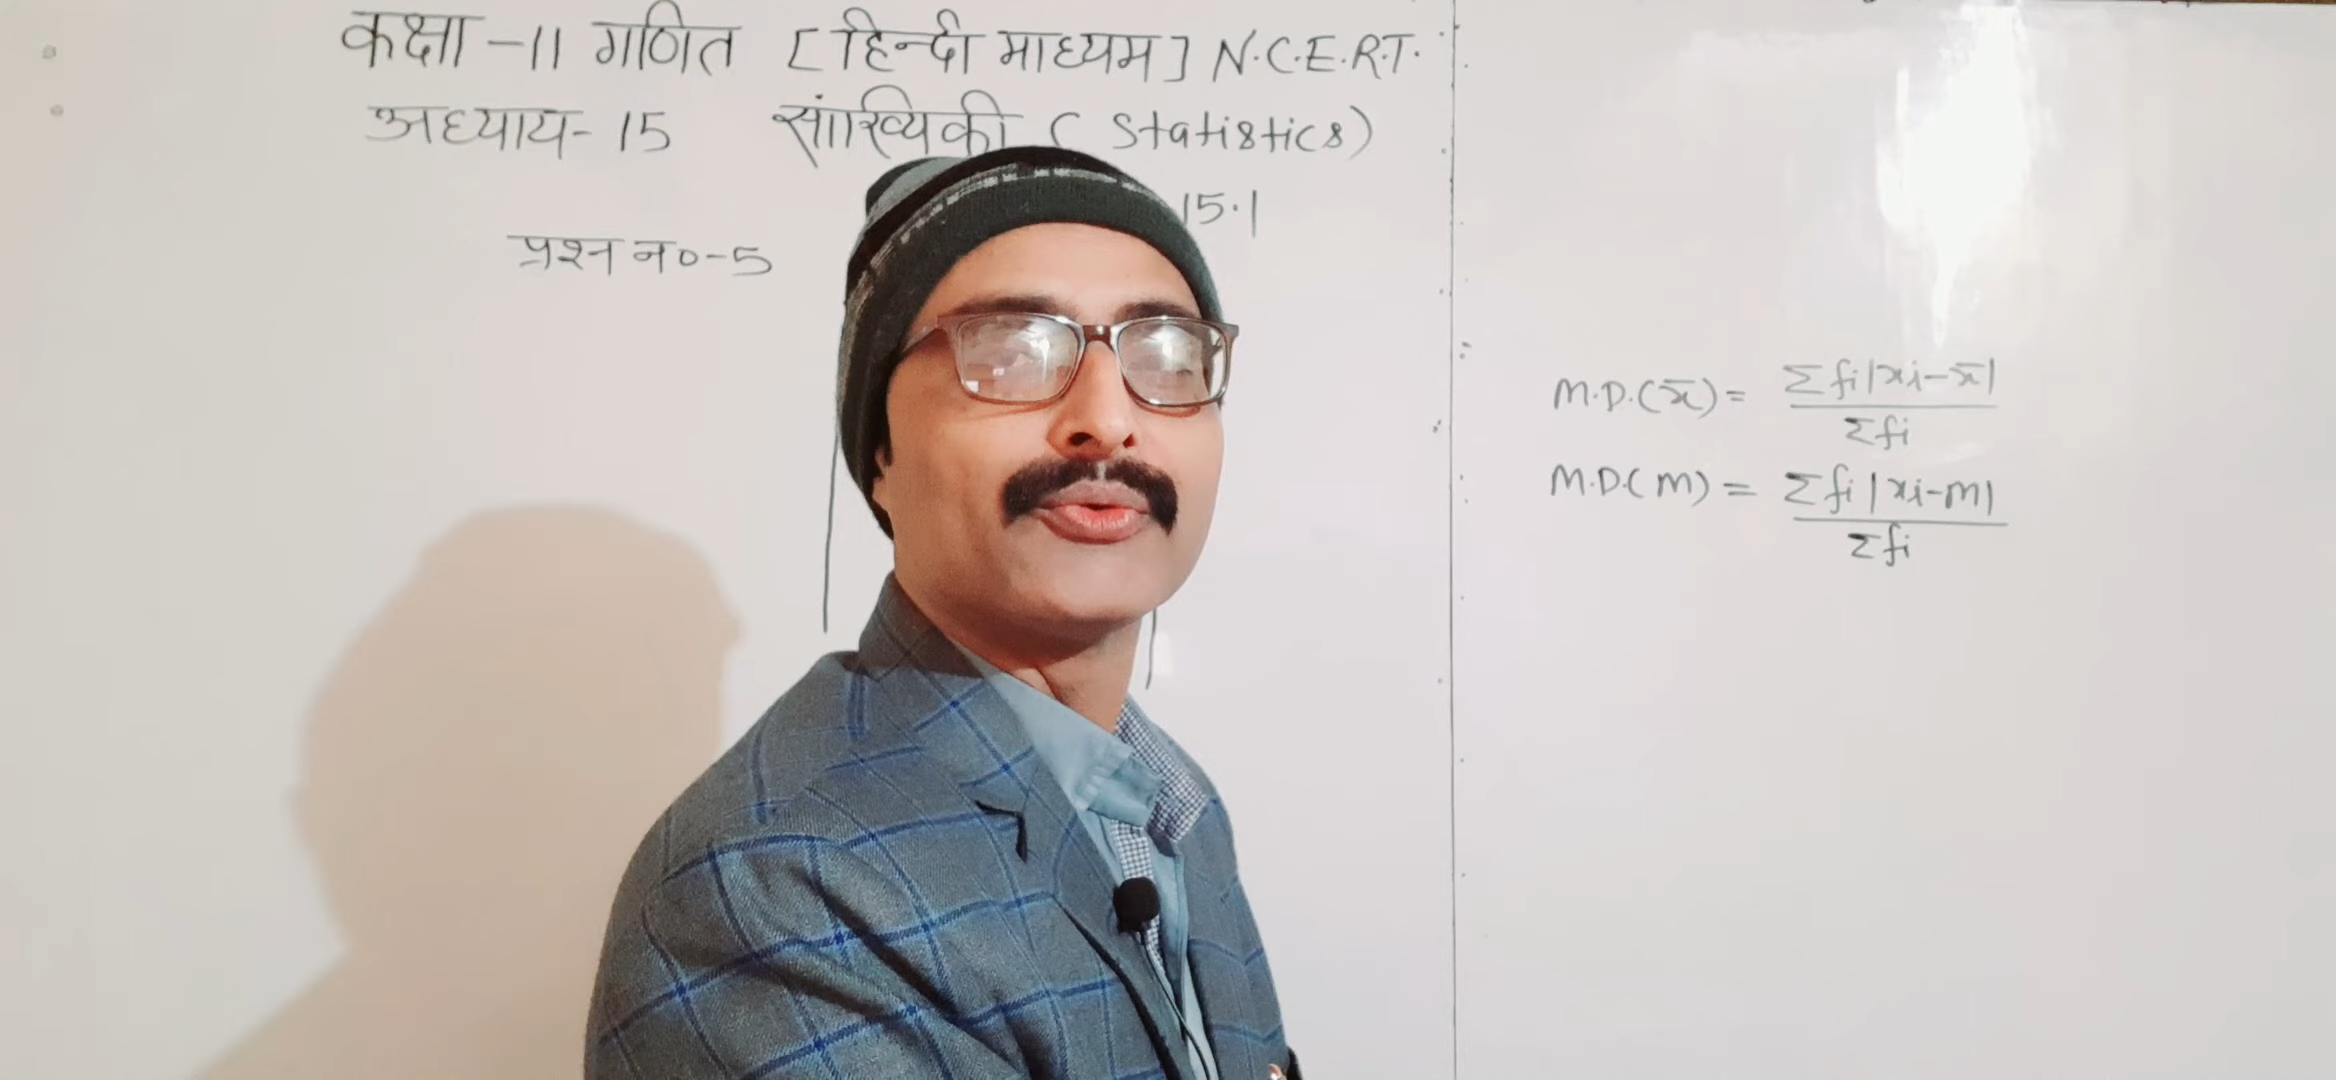 कक्षा -11 गणित [हिन्दी माध्यम] N.C.E.R.T.
अध्याय- 15 सांख्यिकी ( Statistics)
15.1
प्रश्न न०-5
M.D.(x̄) = Σfi|xi-x̄|
Σfi
M.D.(M) = Σfi|xi-M|
Σfi